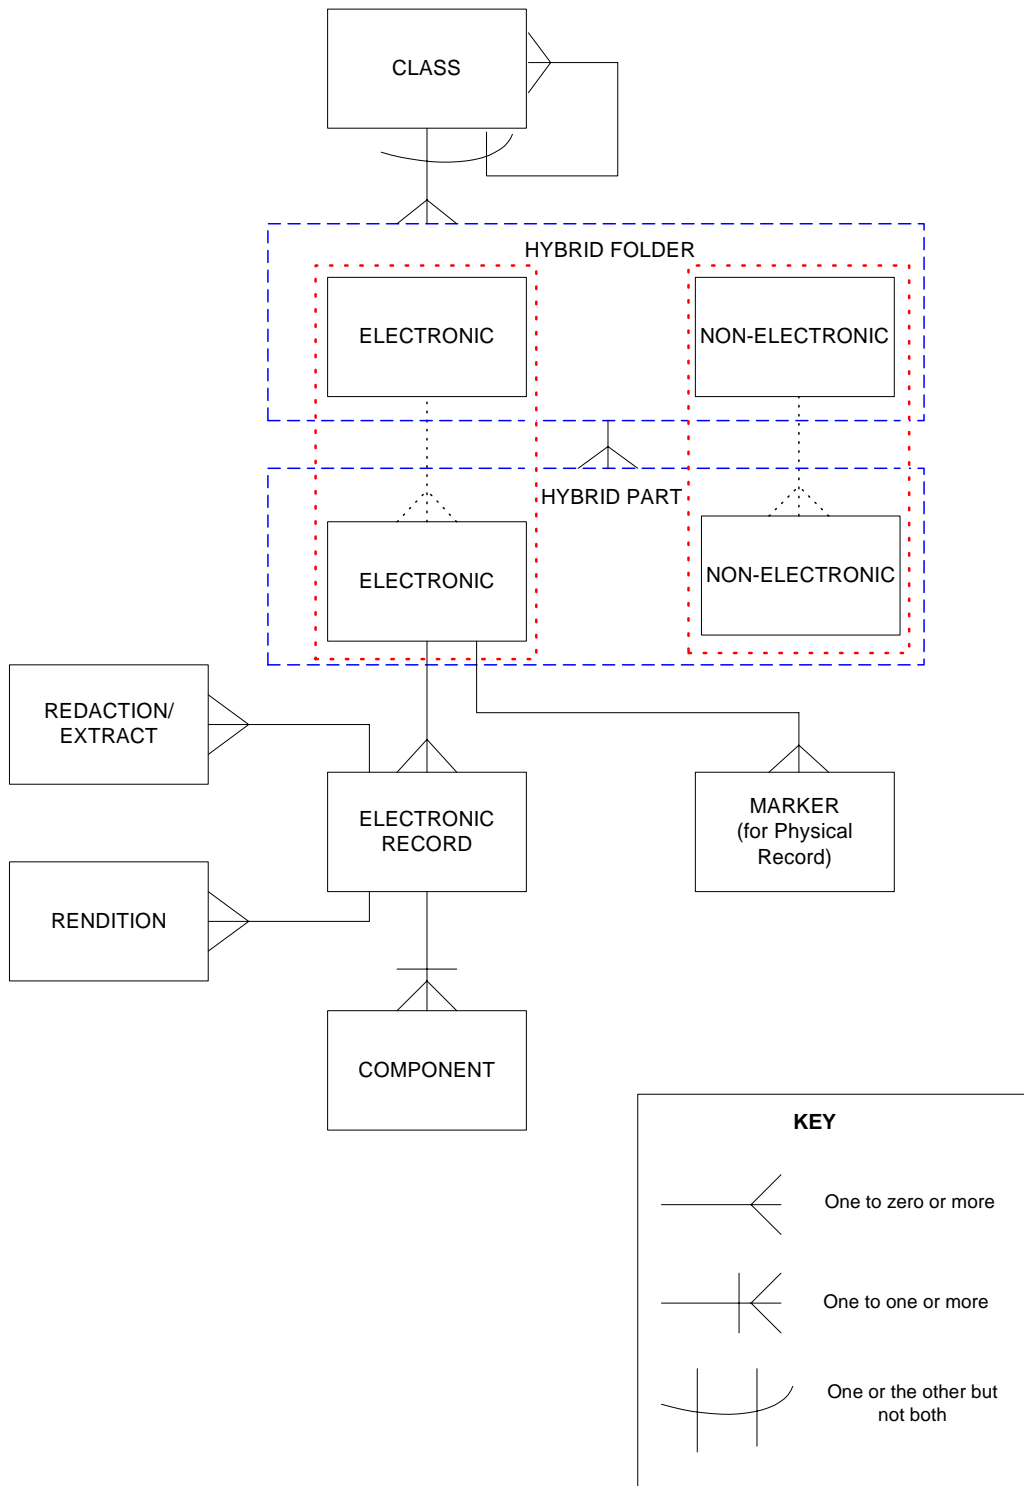 CLASS
HYBRID FOLDER
ELECTRONIC
NON-ELECTRONIC
HYBRID PART
ELECTRONIC
NON-ELECTRONIC
REDACTION/
EXTRACT
ELECTRONIC
RECORD
MARKER
(for Physical
Record)
RENDITION
COMPONENT
KEY
One to zero or more
One to one or more
One or the other but
not both